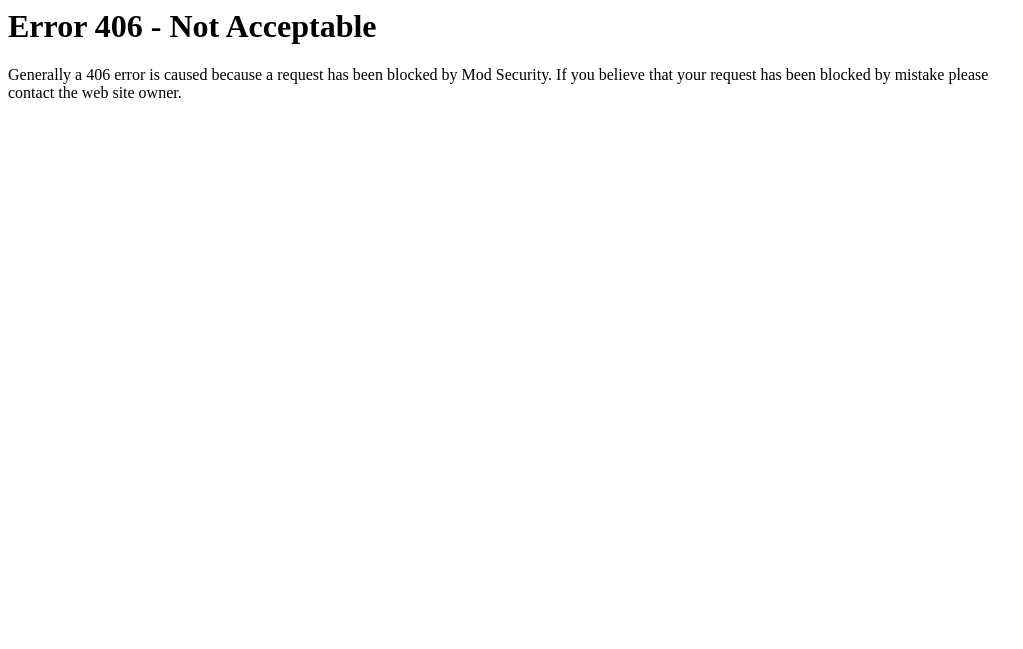 Error 406 - Not Acceptable
Generally a 406 error is caused because a request has been blocked by Mod Security. If you believe that your request has been blocked by mistake please
contact the web site owner.